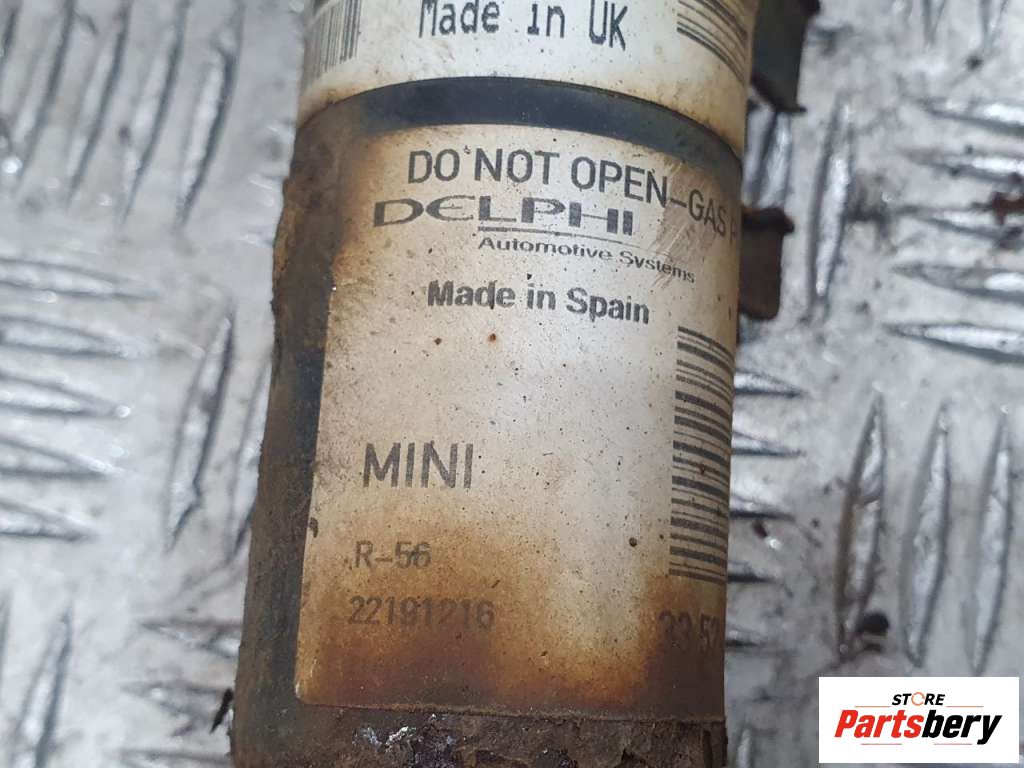 Made in UK
DO NOT OPEN-GAS
DELPHI
Automotive Systems
Made in Spain
MINI
R-56
22191216
STORE
Partsbery